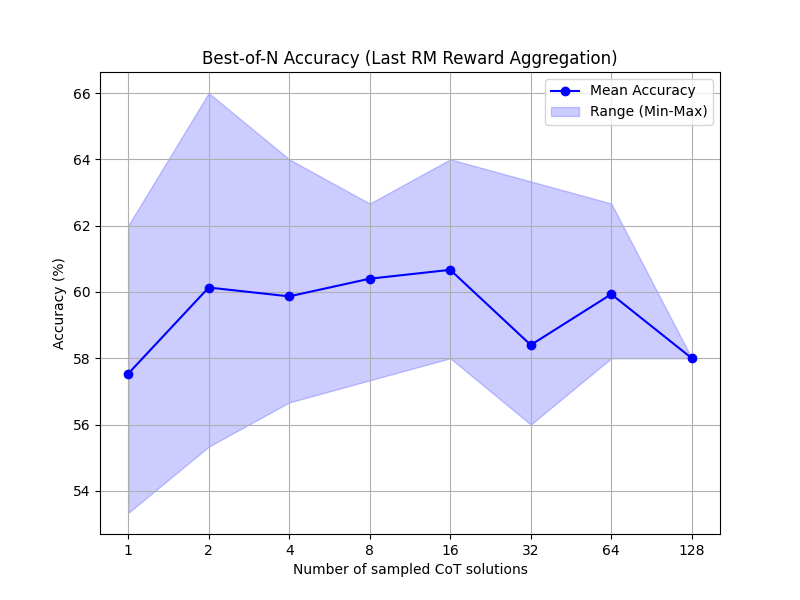 Best-of-N Accuracy (Last RM Reward Aggregation)
Mean Accuracy
Range (Min-Max)
Accuracy (%)
66
64
62
60
58
56
54
1 2 4 8 16 32 64 128
Number of sampled CoT solutions